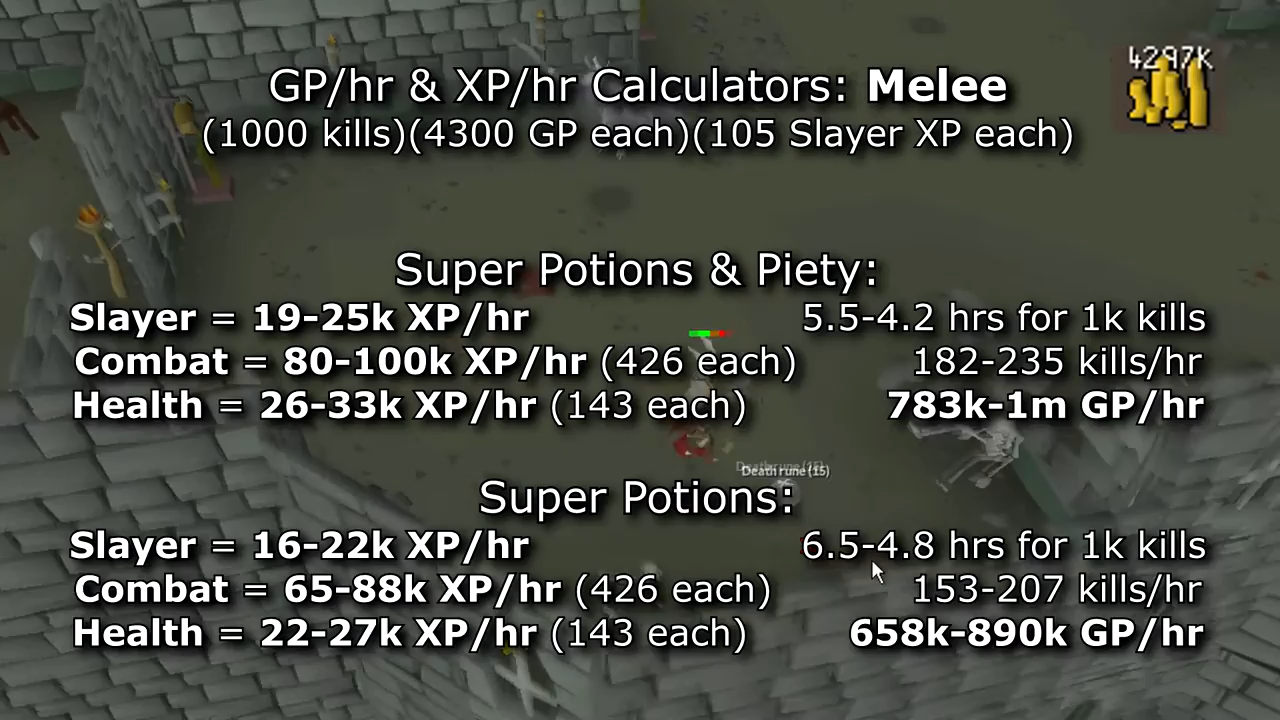 4297K
GP/hr & XP/hr Calculators: Melee
(1000 kills)(4300 GP each)(105 Slayer XP each)
Super Potions & Piety:
Slayer = 19-25k XP/hr 5.5-4.2 hrs for 1k kills
Combat = 80-100k XP/hr (426 each) 182-235 kills/hr
Health = 26-33k XP/hr (143 each) 783k-1m GP/hr
Death rune (15)
Super Potions:
Slayer = 16-22k XP/hr 6.5-4.8 hrs for 1k kills
Combat = 65-88k XP/hr (426 each) 153-207 kills/hr
Health = 22-27k XP/hr (143 each) 658k-890k GP/hr